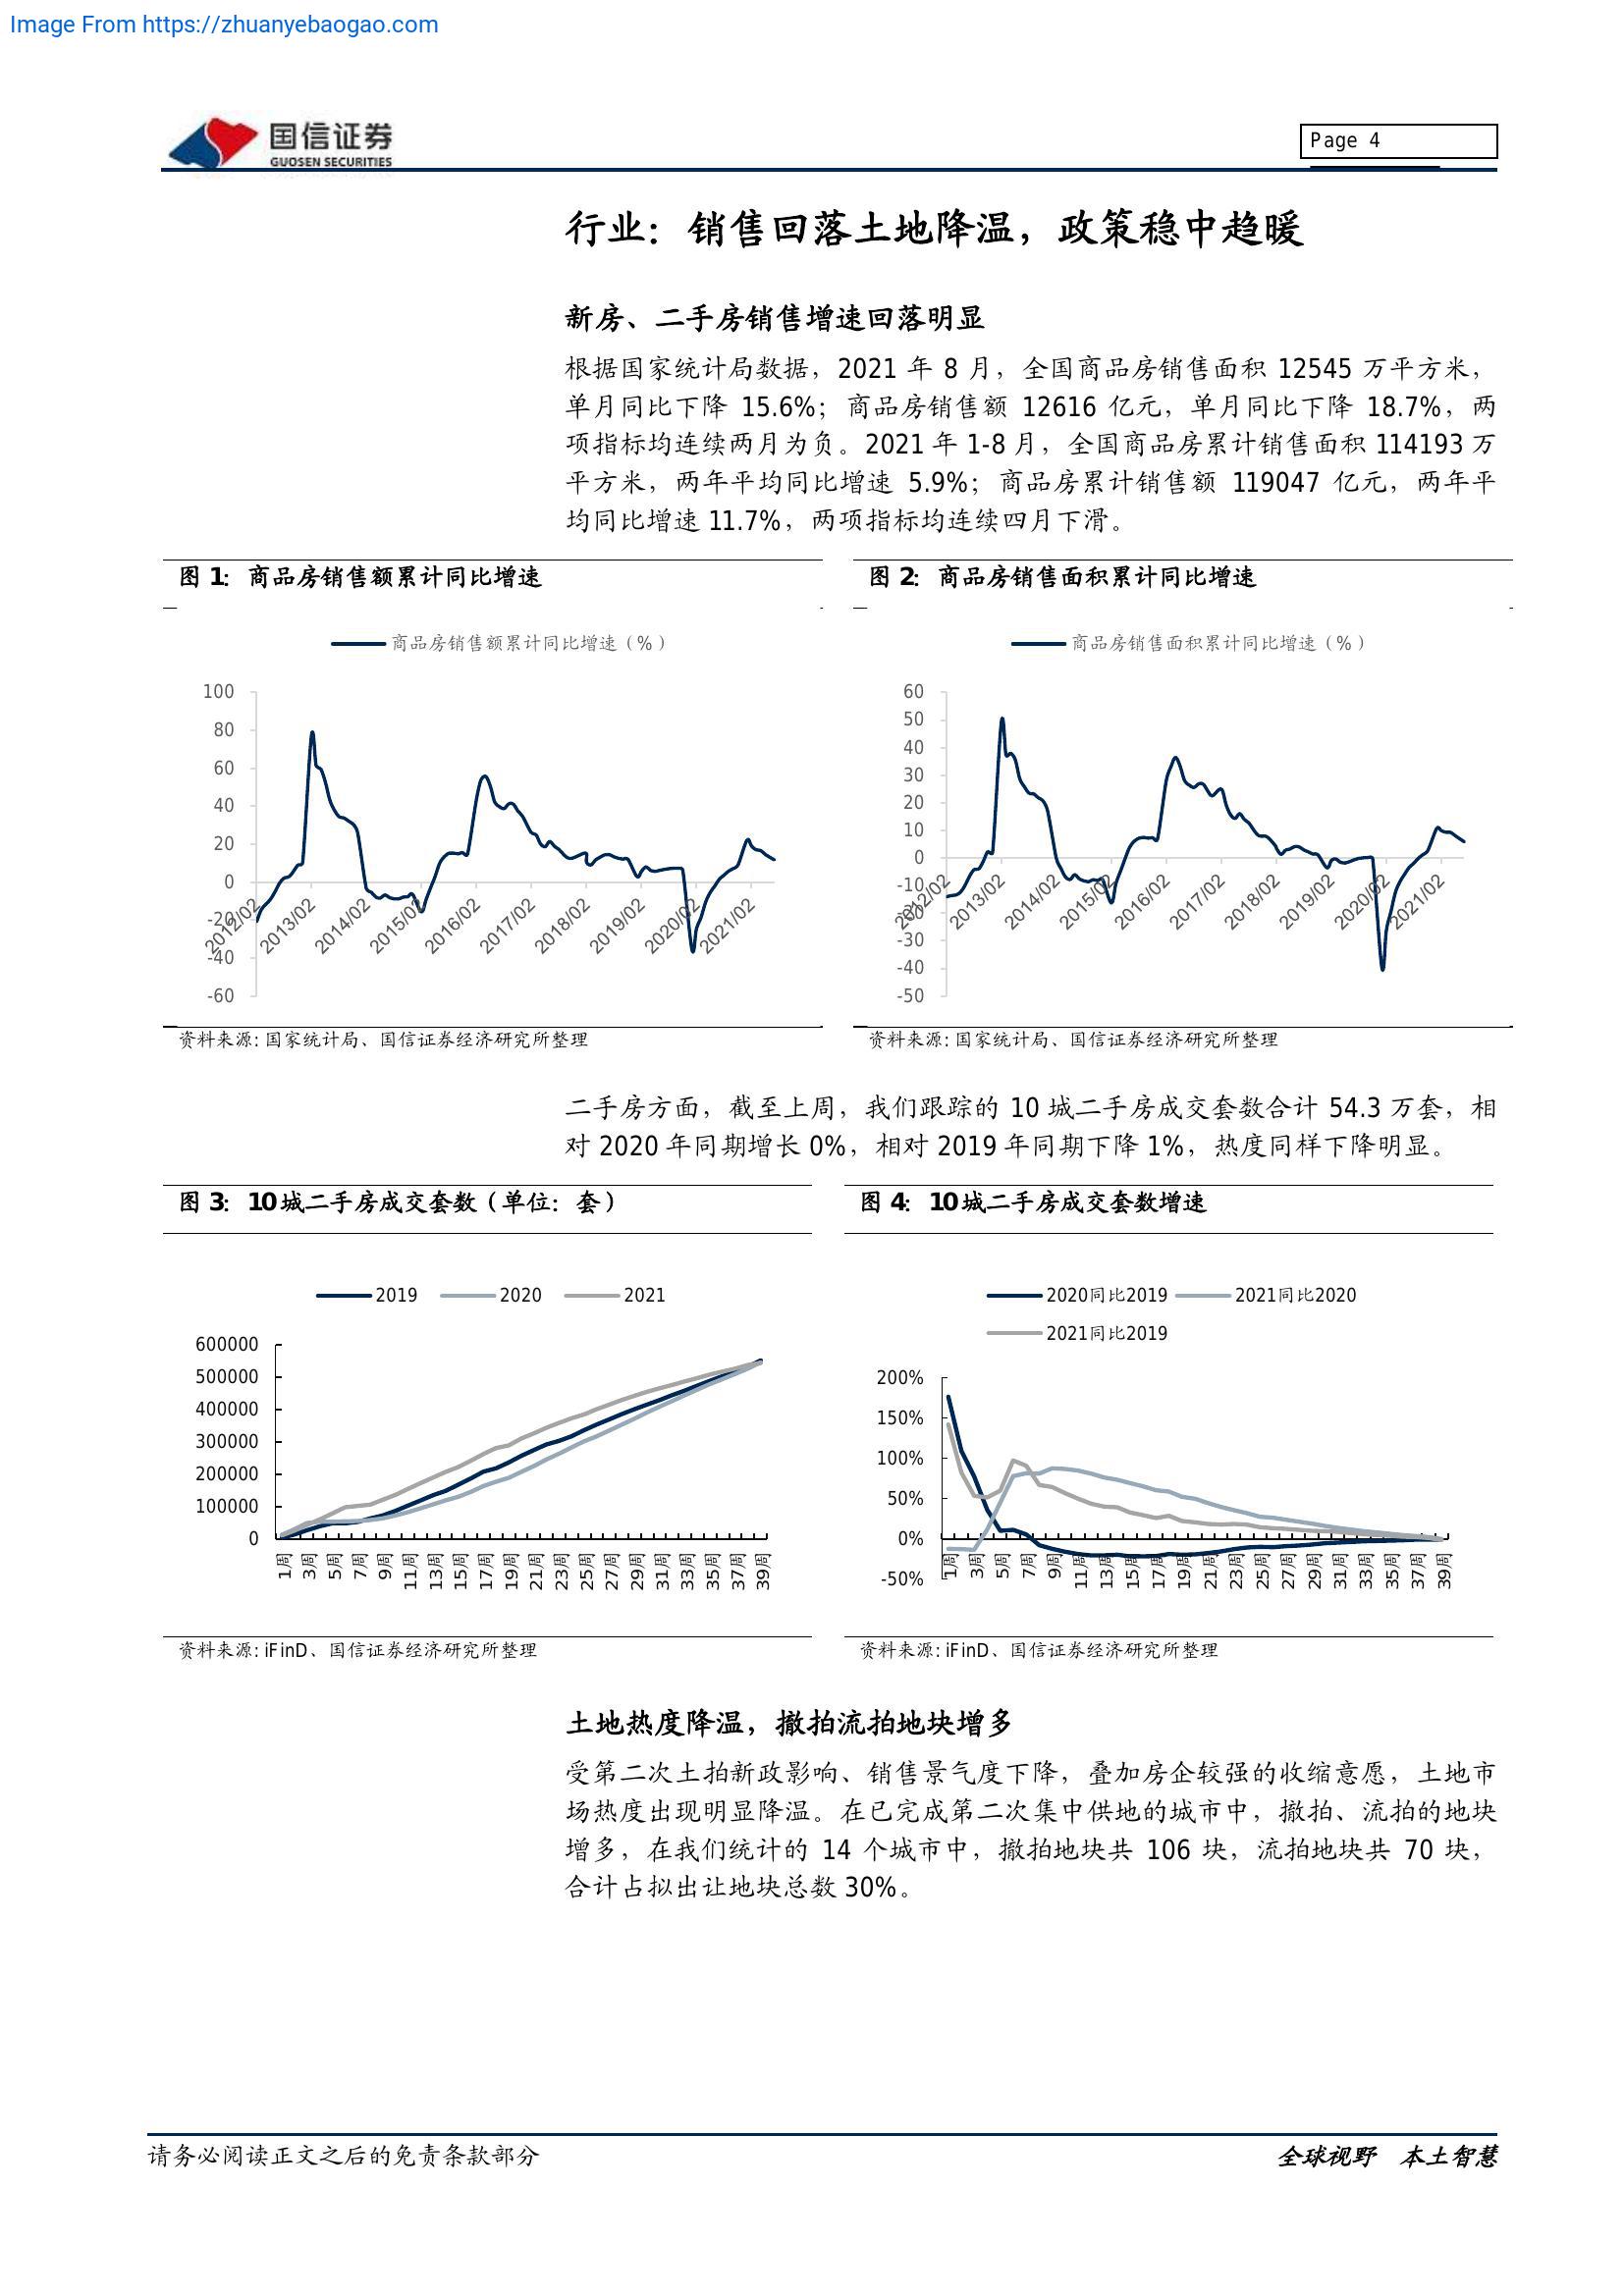 Image From https://zhuanyebaogao.com
国信证券
GUOSEN SECURITIES
Page 4
行业：销售回落土地降温，政策稳中趋暖
新房、二手房销售增速回落明显
根据国家统计局数据，2021 年 8 月，全国商品房销售面积 12545 万平方米，
单月同比下降 15.6%；商品房销售额 12616 亿元，单月同比下降 18.7%，两
项指标均连续两月为负。2021 年 1-8 月，全国商品房累计销售面积 114193 万
平方米，两年平均同比增速 5.9%；商品房累计销售额 119047 亿元，两年平
均同比增速 11.7%，两项指标均连续四月下滑。
图 1：商品房销售额累计同比增速
商品房销售额累计同比增速（%）
100
80
60
40
20
0
-20
-40
-60
2012/02
2013/02
2014/02
2015/02
2016/02
2017/02
2018/02
2019/02
2020/02
2021/02
资料来源：国家统计局、国信证券经济研究所整理
图 2：商品房销售面积累计同比增速
商品房销售面积累计同比增速（%）
60
50
40
30
20
10
0
-10
-20
-30
-40
-50
2012/02
2013/02
2014/02
2015/02
2016/02
2017/02
2018/02
2019/02
2020/02
2021/02
资料来源：国家统计局、国信证券经济研究所整理
二手房方面，截至上周，我们跟踪的 10 城二手房成交套数合计 54.3 万套，相
对 2020 年同期增长 0%，相对 2019 年同期下降 1%，热度同样下降明显。
图 3：10 城二手房成交套数（单位：套）
2019 2020 2021
600000
500000
400000
300000
200000
100000
0
1周 3周 5周 7周 9周 11周 13周 15周 17周 19周 21周 23周 25周 27周 29周 31周 33周 35周 37周 39周
资料来源：iFinD、国信证券经济研究所整理
图 4：10 城二手房成交套数增速
2020同比2019 2021同比2020
2021同比2019
200%
150%
100%
50%
0%
-50%
1周 3周 5周 7周 9周 11周 13周 15周 17周 19周 21周 23周 25周 27周 29周 31周 33周 35周 37周 39周
资料来源：iFinD、国信证券经济研究所整理
土地热度降温，撤拍流拍地块增多
受第二次土拍新政影响、销售景气度下降，叠加房企较强的收缩意愿，土地市
场热度出现明显降温。在已完成第二次集中供地的城市中，撤拍、流拍的地块
增多，在我们统计的 14 个城市中，撤拍地块共 106 块，流拍地块共 70 块，
合计占拟出让地块总数 30%。
请务必阅读正文之后的免责条款部分
全球视野 本土智慧